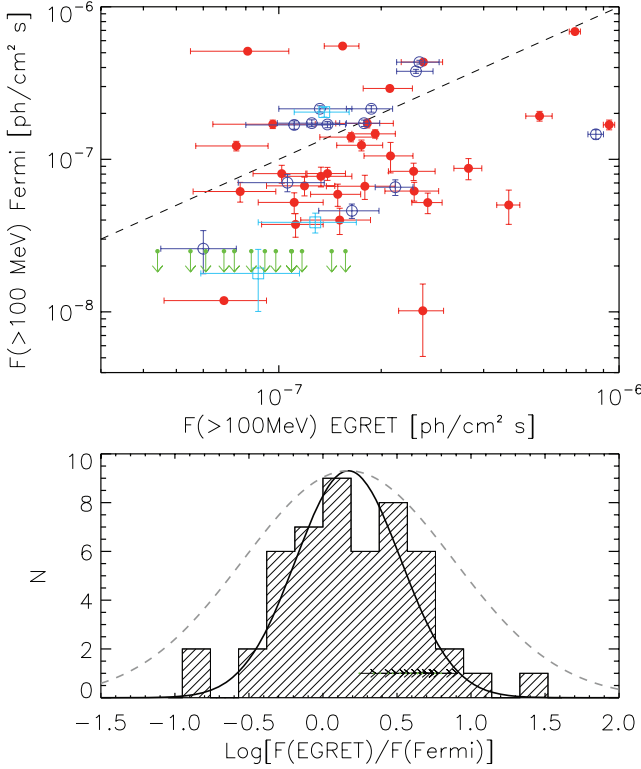 10⁻⁶
10⁻⁷
10⁻⁸
F(>100 MeV) Fermi [ph/cm² s]
10⁻⁷
10⁻⁶
F(>100MeV) EGRET [ph/cm² s]
10
8
6
4
2
0
N
-1.5 -1.0 -0.5 0.0 0.5 1.0 1.5 2.0
Log[F(EGRET)/F(Fermi)]